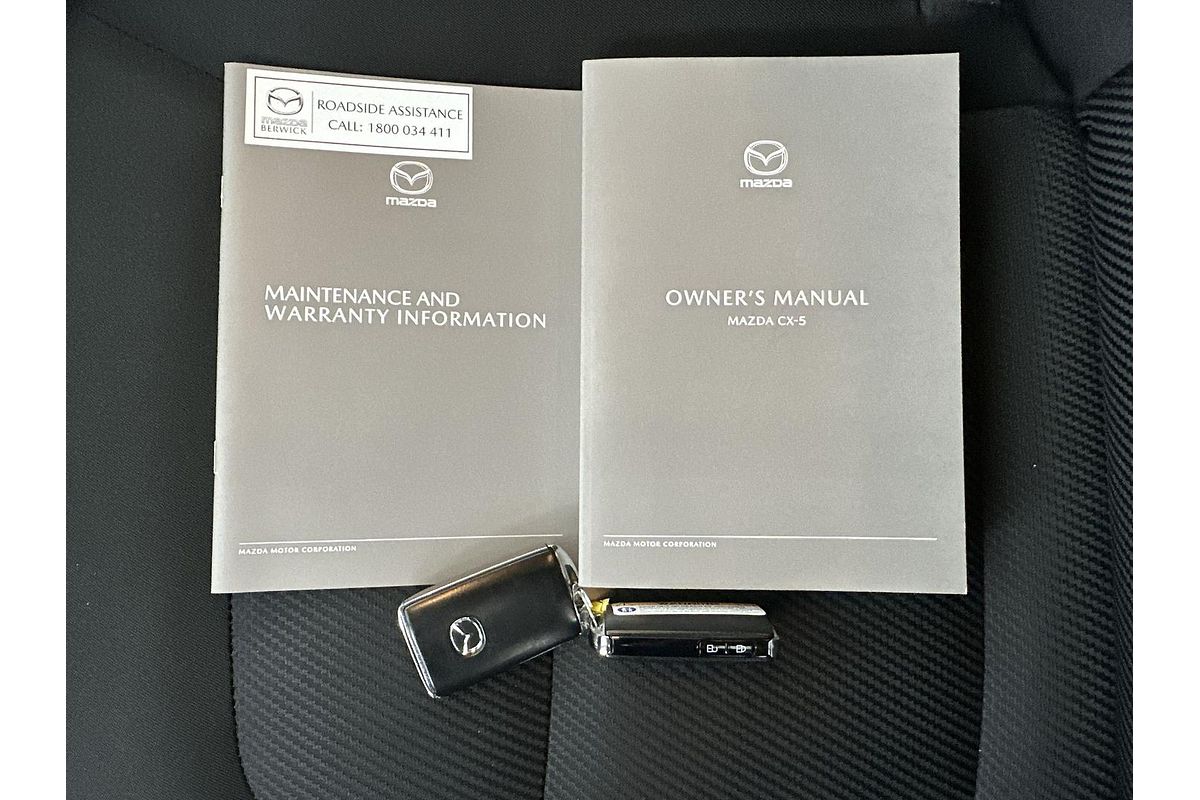 mazda
BERWICK
ROADSIDE ASSISTANCE
CALL: 1800 034 411
mazda
MAINTENANCE AND
WARRANTY INFORMATION
MAZDA MOTOR CORPORATION
mazda
OWNER'S MANUAL
MAZDA CX-5
MAZDA MOTOR CORPORATION